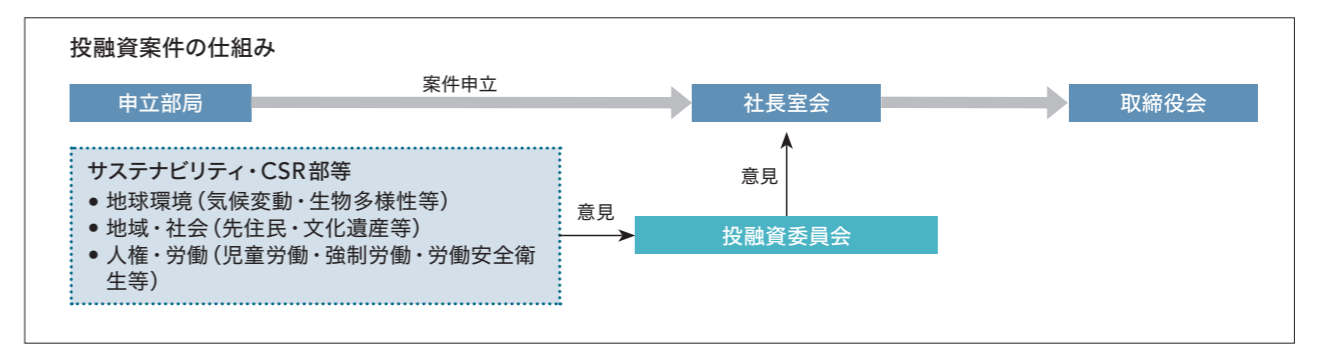 投融資案件の仕組み
案件申立
申立部局
社長室会
取締役会
サステナビリティ・CSR部等
• 地球環境（気候変動・生物多様性等）
• 地域・社会（先住民・文化遺産等）
• 人権・労働（児童労働・強制労働・労働安全衛
生等）
意見
意見
投融資委員会